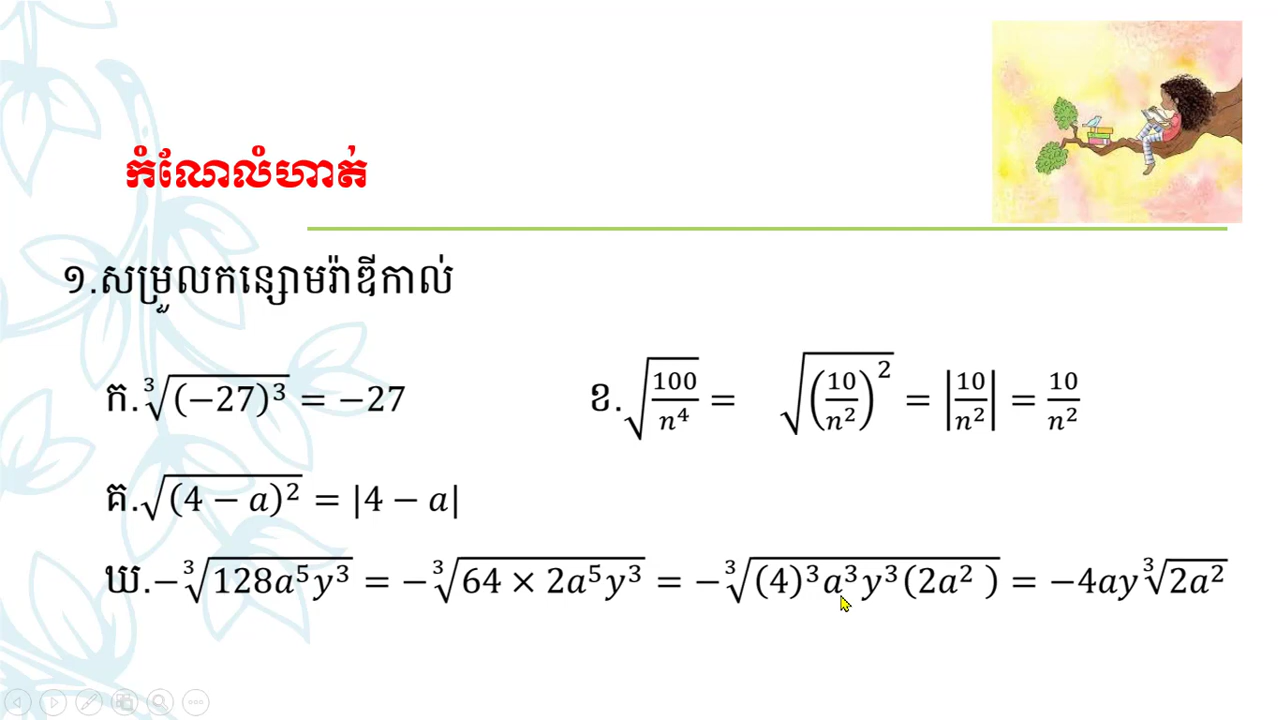 កំណែលំហាត់
១.សម្រួលកន្សោមរ៉ាឌីកាល់
ក.∛((−27)³) = −27
ខ.√(100/n⁴) = √((10/n²)²) = |10/n²| = 10/n²
គ.√((4 − a)²) = |4 − a|
ឃ.−∛(128a⁵y³) = −∛(64 × 2a⁵y³) = −∛((4)³a³y³(2a² )) = −4ay∛(2a²)